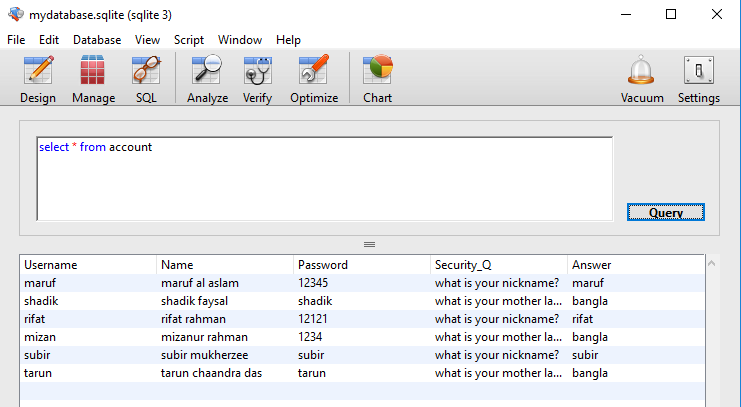 mydatabase.sqlite (sqlite 3)
File Edit Database View Script Window Help
Design Manage SQL Analyze Verify Optimize Chart Vacuum Settings
select * from account
Query
Username Name Password Security_Q Answer
maruf maruf al aslam 12345 what is your nickname? maruf
shadik shadik faysal shadik what is your mother la... bangla
rifat rifat rahman 12121 what is your nickname? rifat
mizan mizanur rahman 1234 what is your mother la... bangla
subir subir mukherzee subir what is your nickname? subir
tarun tarun chaandra das tarun what is your mother la... bangla